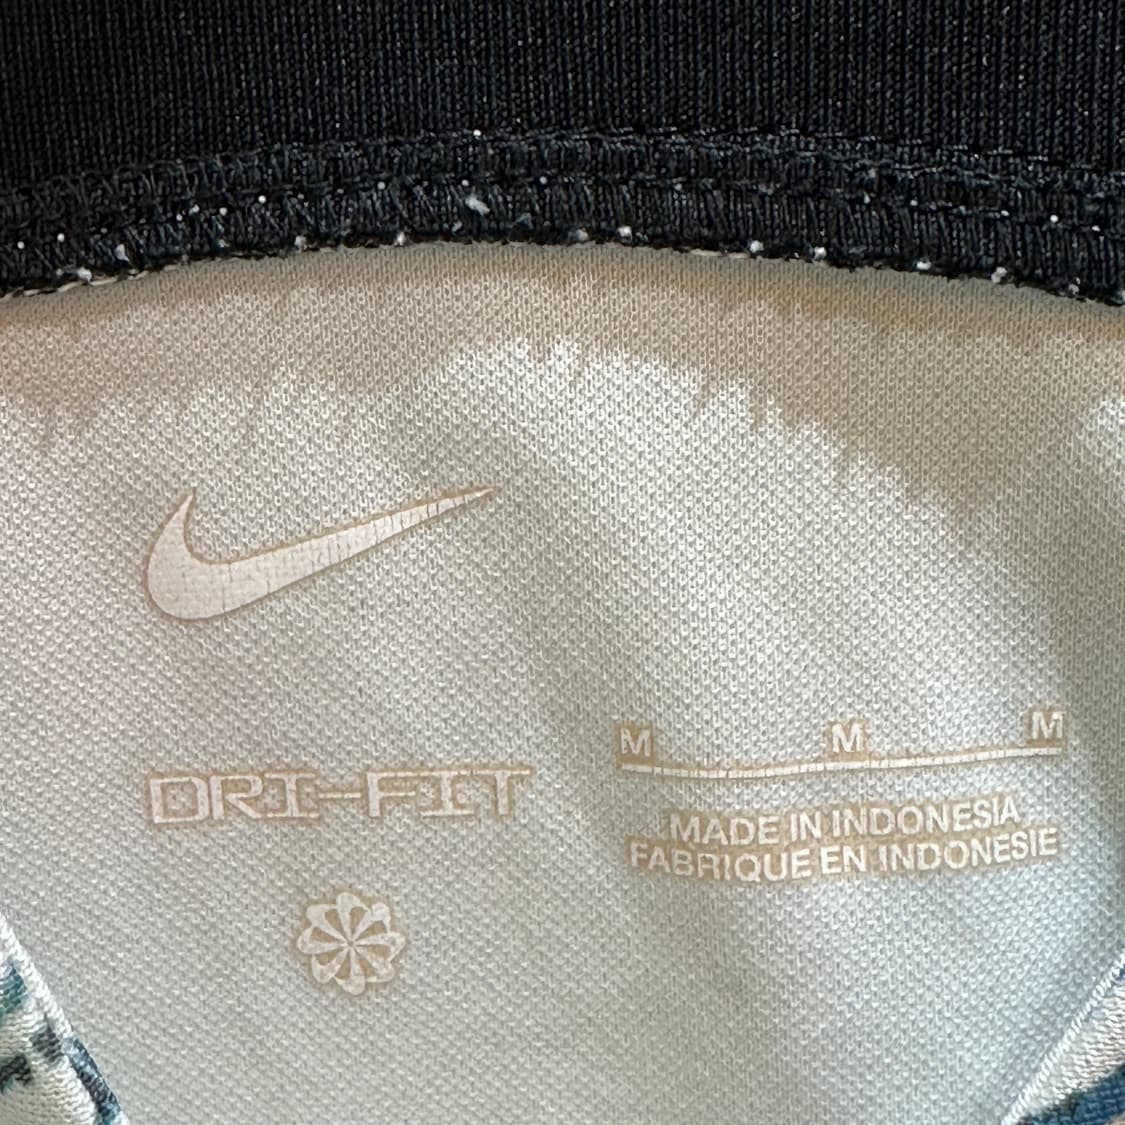 DRI-FIT
M M M
MADE IN INDONESIA
FABRIQUE EN INDONESIE